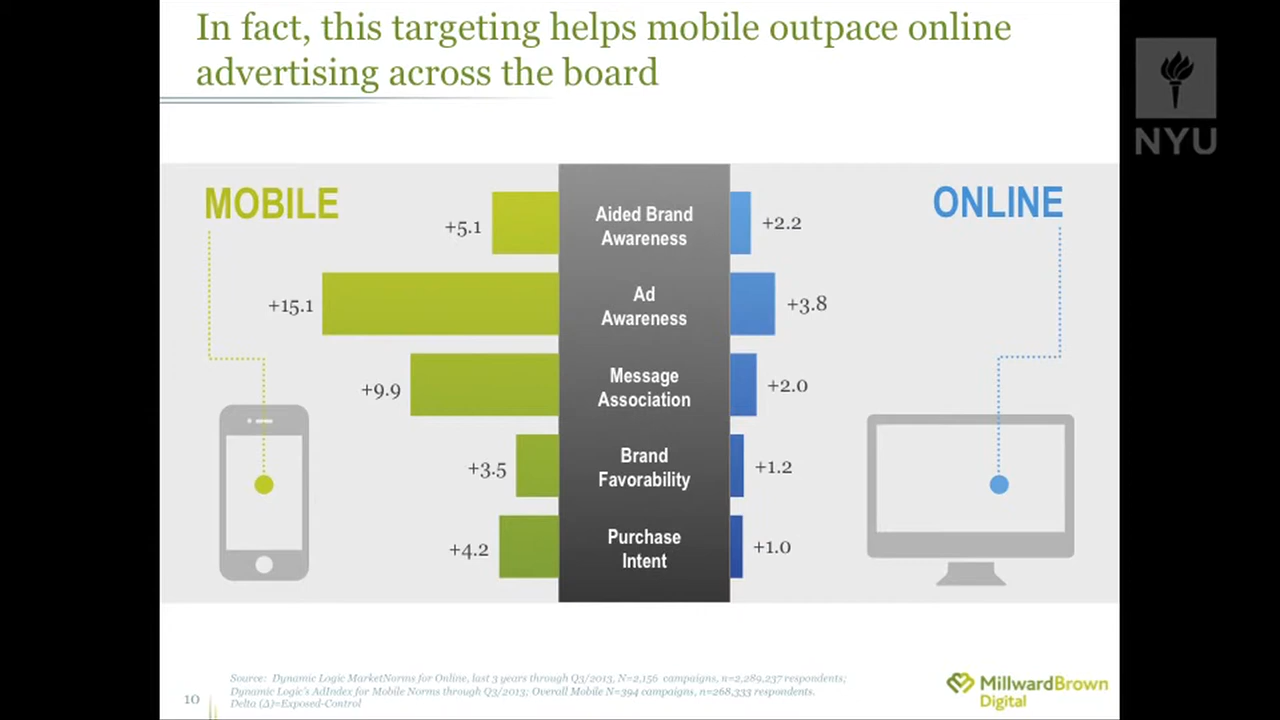 In fact, this targeting helps mobile outpace online
advertising across the board
NYU
MOBILE
ONLINE
+5.1
Aided Brand
Awareness
+2.2
+15.1
Ad
Awareness
+3.8
+9.9
Message
Association
+2.0
+3.5
Brand
Favorability
+1.2
+4.2
Purchase
Intent
+1.0
Source: Dynamic Logic MarketNorms for Online, last 3 years through Q3/2013, N=2,156 campaigns, n=2,289,237 respondents;
Dynamic Logic's AdIndex for Mobile Norms through Q3/2013; Overall Mobile N=394 campaigns, n=268,333 respondents.
Delta (Δ)=Exposed-Control
10
MillwardBrown
Digital